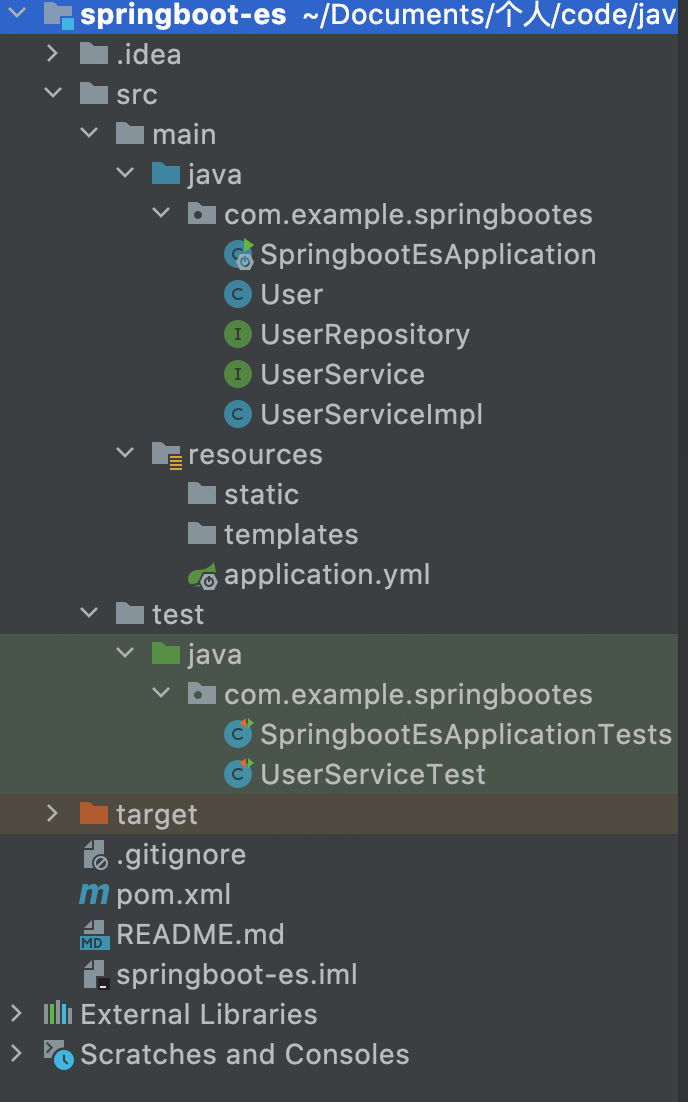 springboot-es ~/Documents/个人/code/jav
.idea
src
main
java
com.example.springbootes
SpringbootEsApplication
C User
I UserRepository
I UserService
C UserServiceImpl
resources
static
templates
application.yml
test
java
com.example.springbootes
C SpringbootEsApplicationTests
C UserServiceTest
target
.gitignore
m pom.xml
MD README.md
springboot-es.iml
External Libraries
Scratches and Consoles